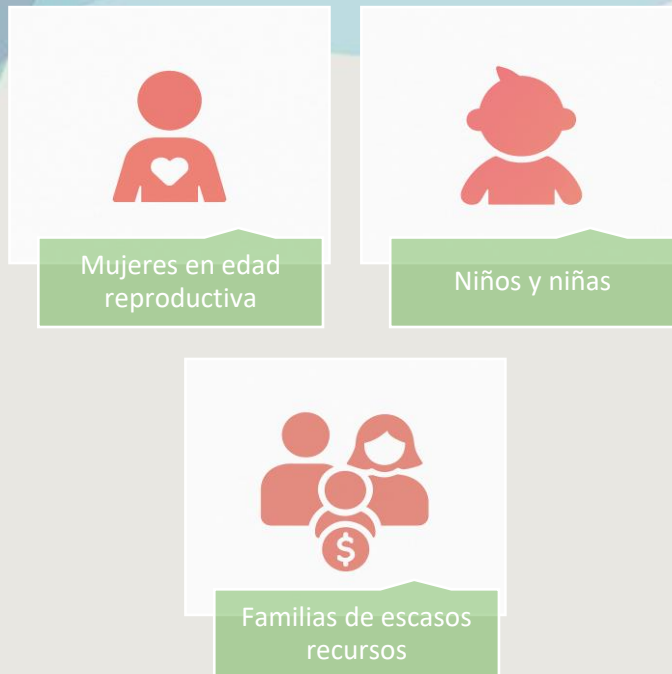 Mujeres en edad
reproductiva
Niños y niñas
$
Familias de escasos
recursos